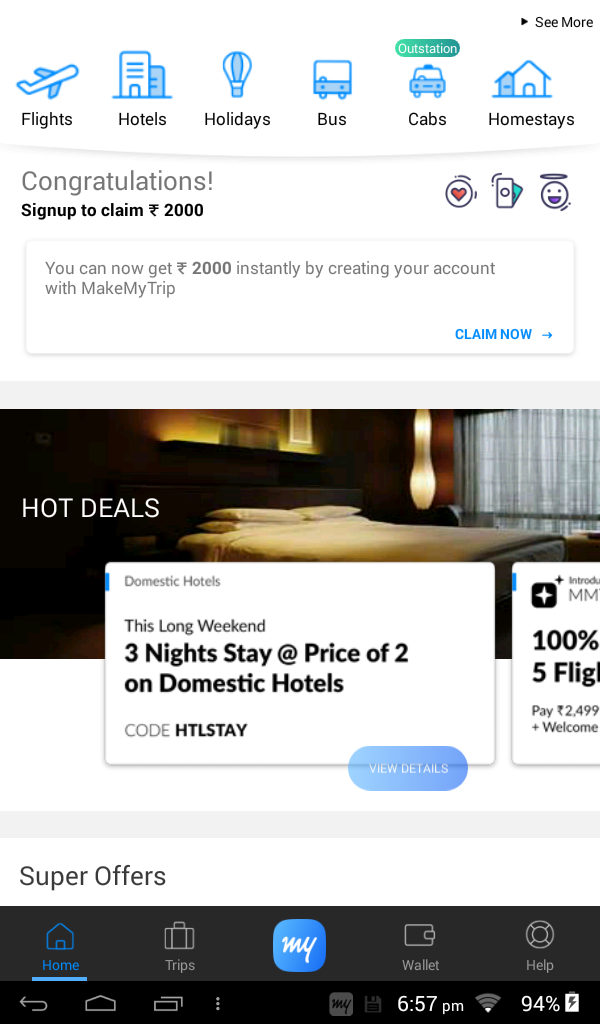 See More
Outstation
Flights Hotels Holidays Bus Cabs Homestays
Congratulations!
Signup to claim ₹ 2000
You can now get ₹ 2000 instantly by creating your account
with MakeMyTrip
CLAIM NOW →
HOT DEALS
Domestic Hotels
This Long Weekend
3 Nights Stay @ Price of 2
on Domestic Hotels
CODE HTLSTAY
VIEW DETAILS
MM
100%
5 Flig
Pay ₹2,499
+ Welcome
Super Offers
my
Home Trips Wallet Help
my 6:57 pm 94%